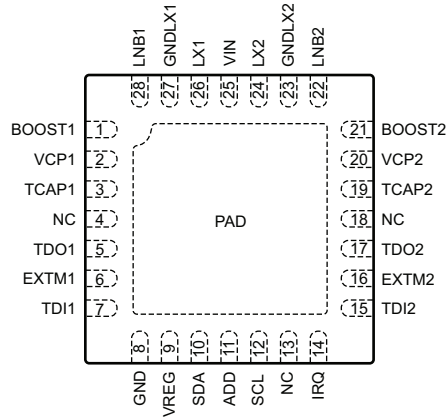 LNB1
GNDLX1
LX1
VIN
LX2
GNDLX2
LNB2
28
27
26
25
24
23
22
BOOST1 1
VCP1 2
TCAP1 3
NC 4
TDO1 5
EXTM1 6
TDI1 7
PAD
21 BOOST2
20 VCP2
19 TCAP2
18 NC
17 TDO2
16 EXTM2
15 TDI2
8
9
10
11
12
13
14
GND
VREG
SDA
ADD
SCL
NC
IRQ